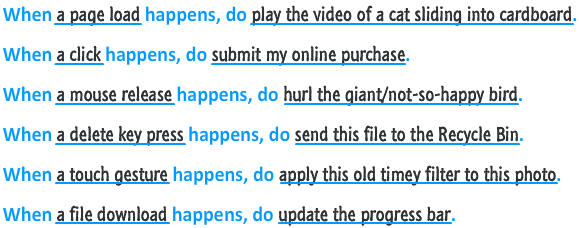 When a page load happens, do play the video of a cat sliding into cardboard.
When a click happens, do submit my online purchase.
When a mouse release happens, do hurl the giant/not-so-happy bird.
When a delete key press happens, do send this file to the Recycle Bin.
When a touch gesture happens, do apply this old timey filter to this photo.
When a file download happens, do update the progress bar.